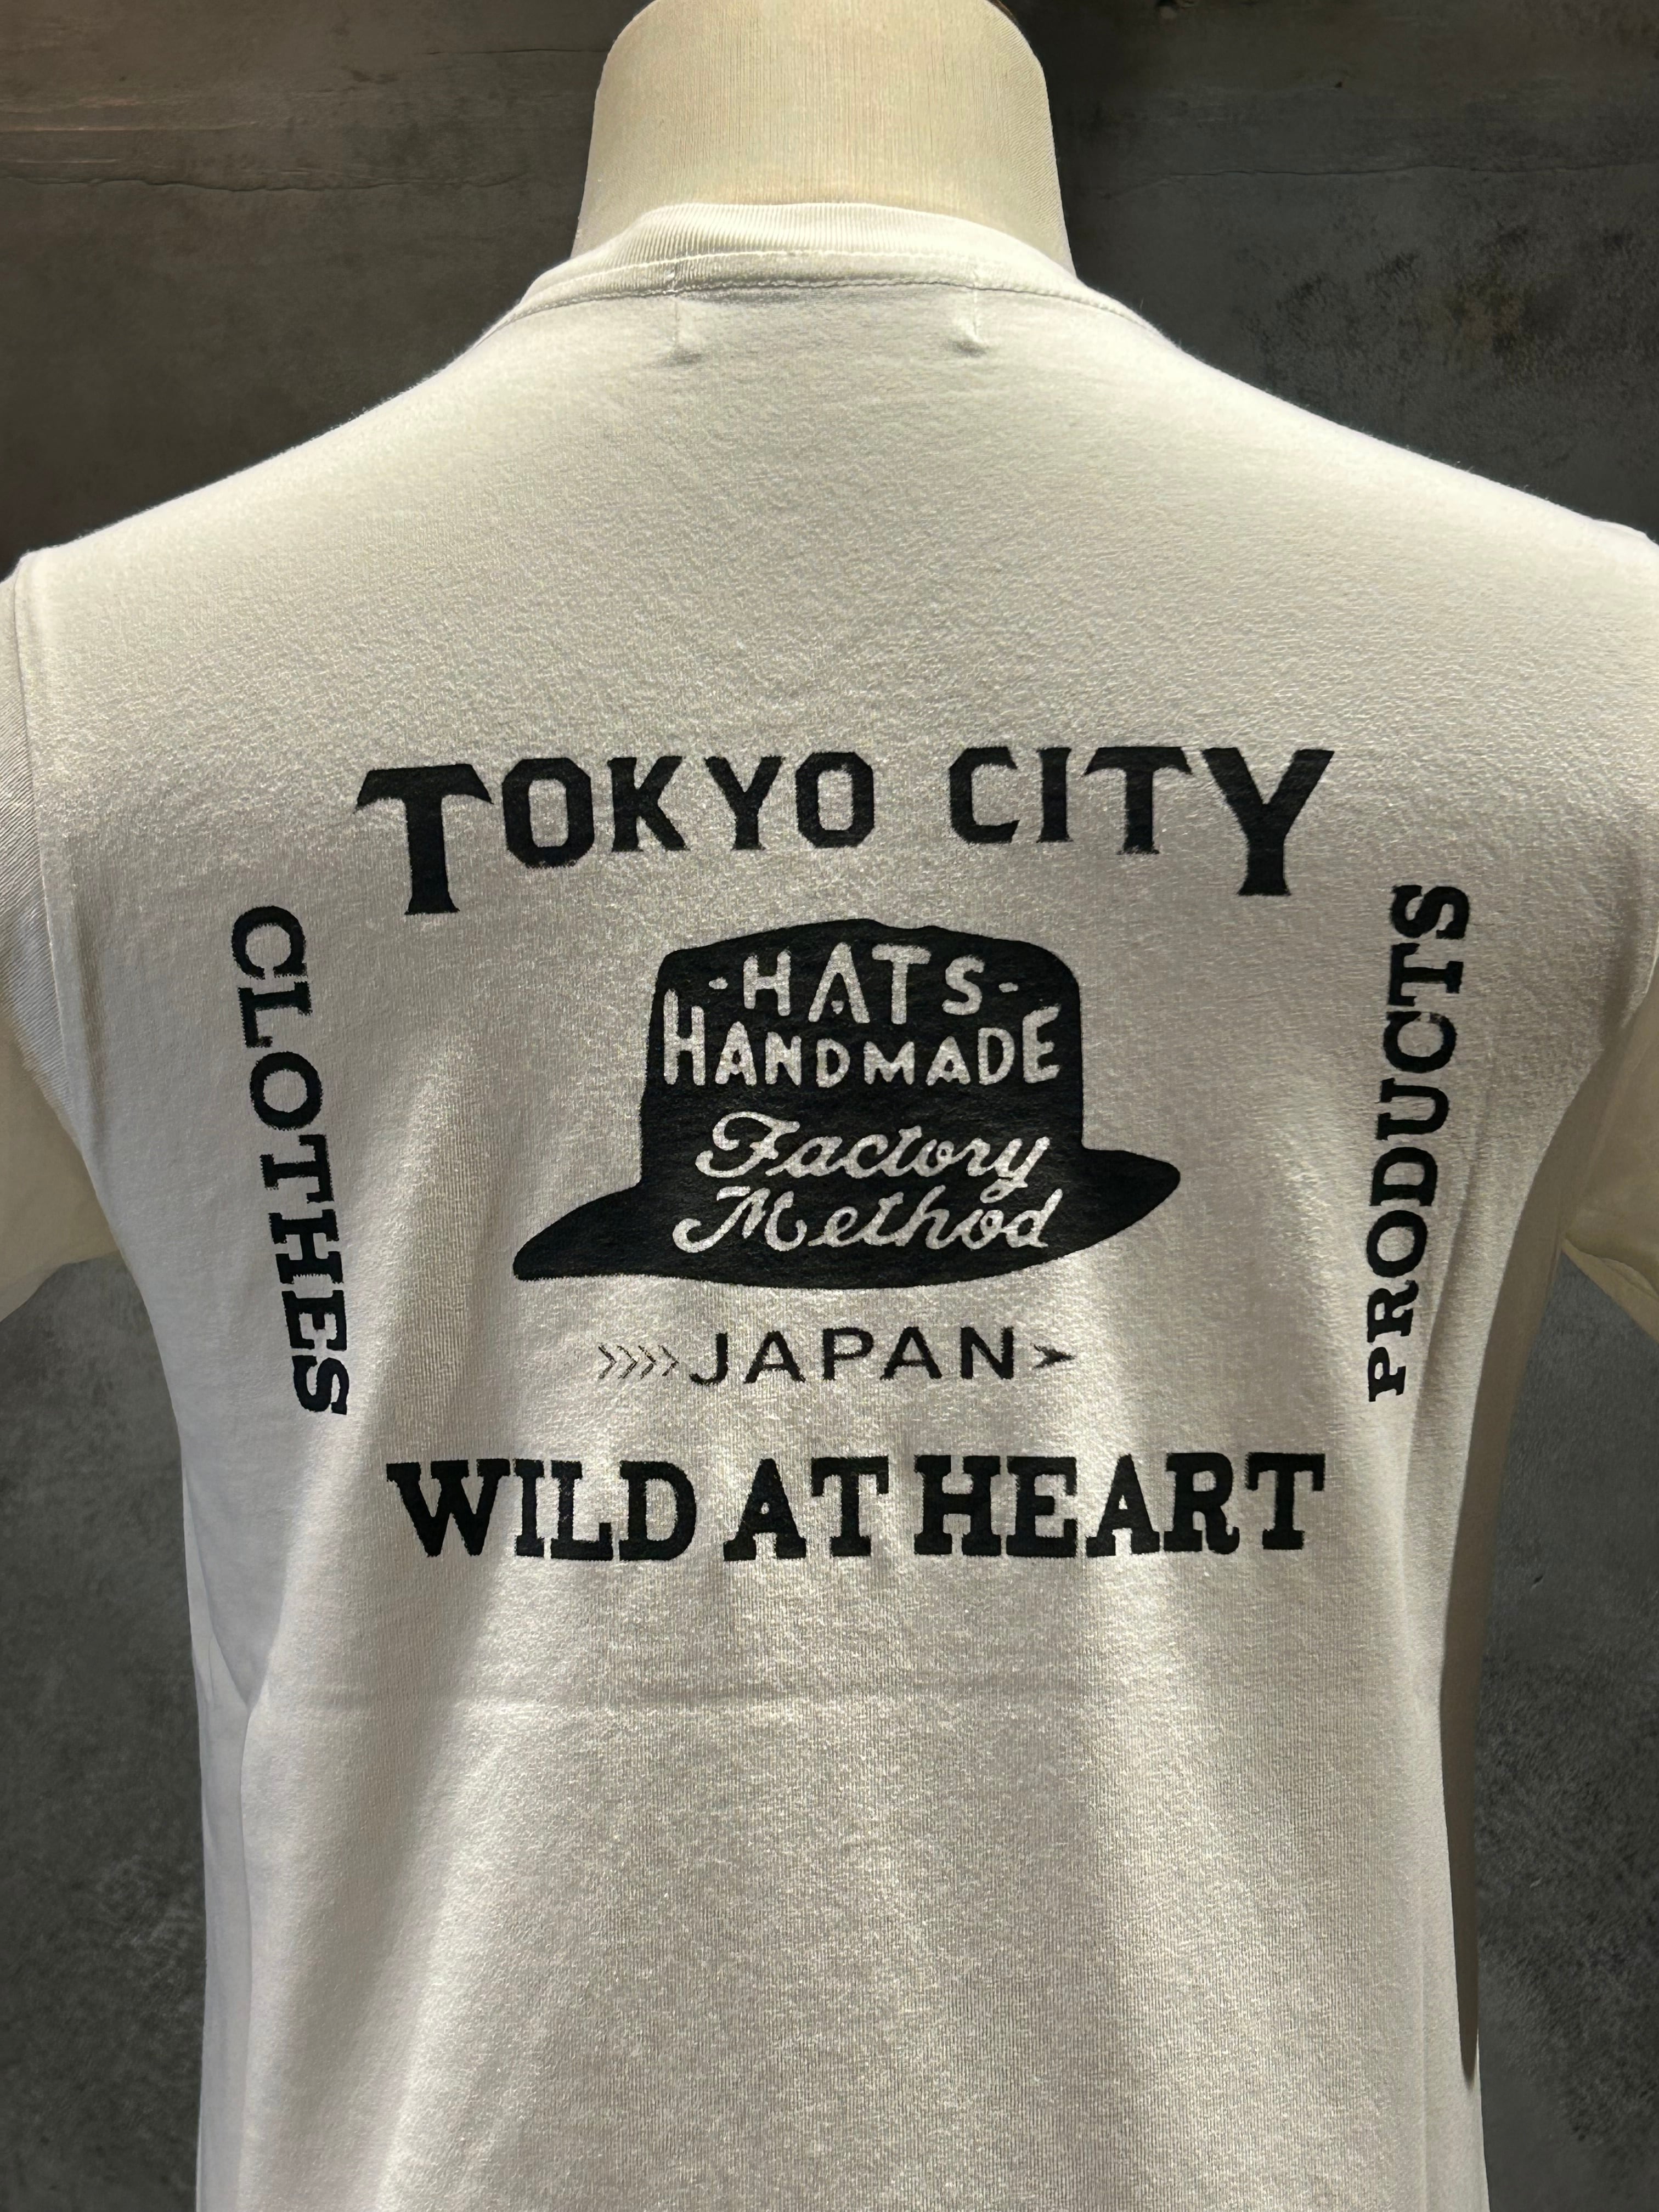 TOKYO CITY
CLOTHES
-HATS-
HANDMADE
Factory
Method
PRODUCTS
>>>>JAPAN>
WILD AT HEART